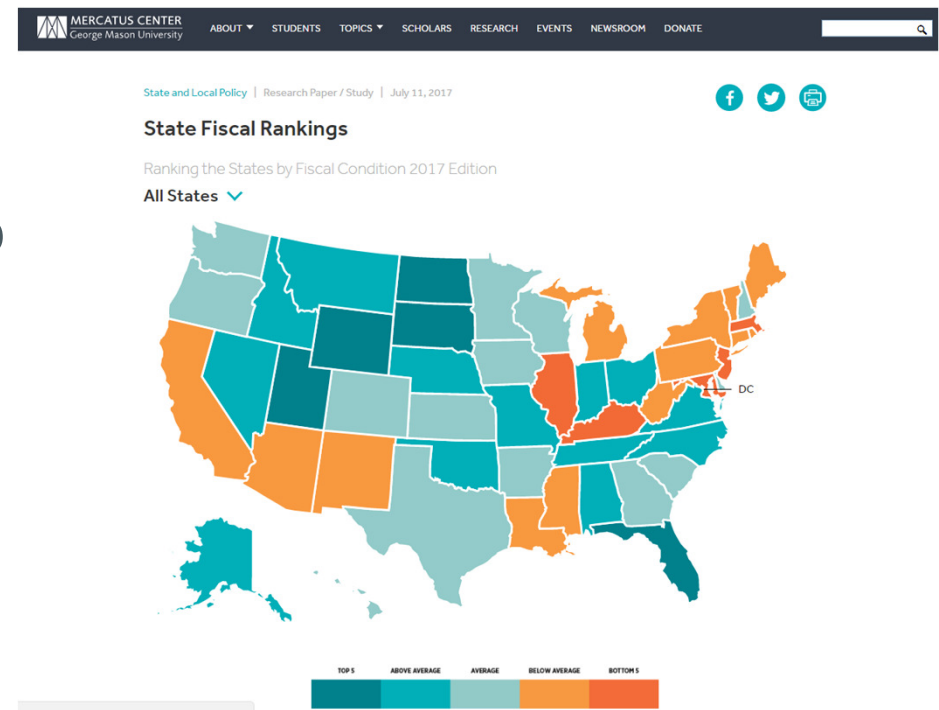 MERCATUS CENTER
George Mason University
ABOUT STUDENTS TOPICS SCHOLARS RESEARCH EVENTS NEWSROOM DONATE
State and Local Policy | Research Paper / Study | July 11, 2017
State Fiscal Rankings
Ranking the States by Fiscal Condition 2017 Edition
All States
DC
TOP 5 ABOVE AVERAGE AVERAGE BELOW AVERAGE BOTTOM 5